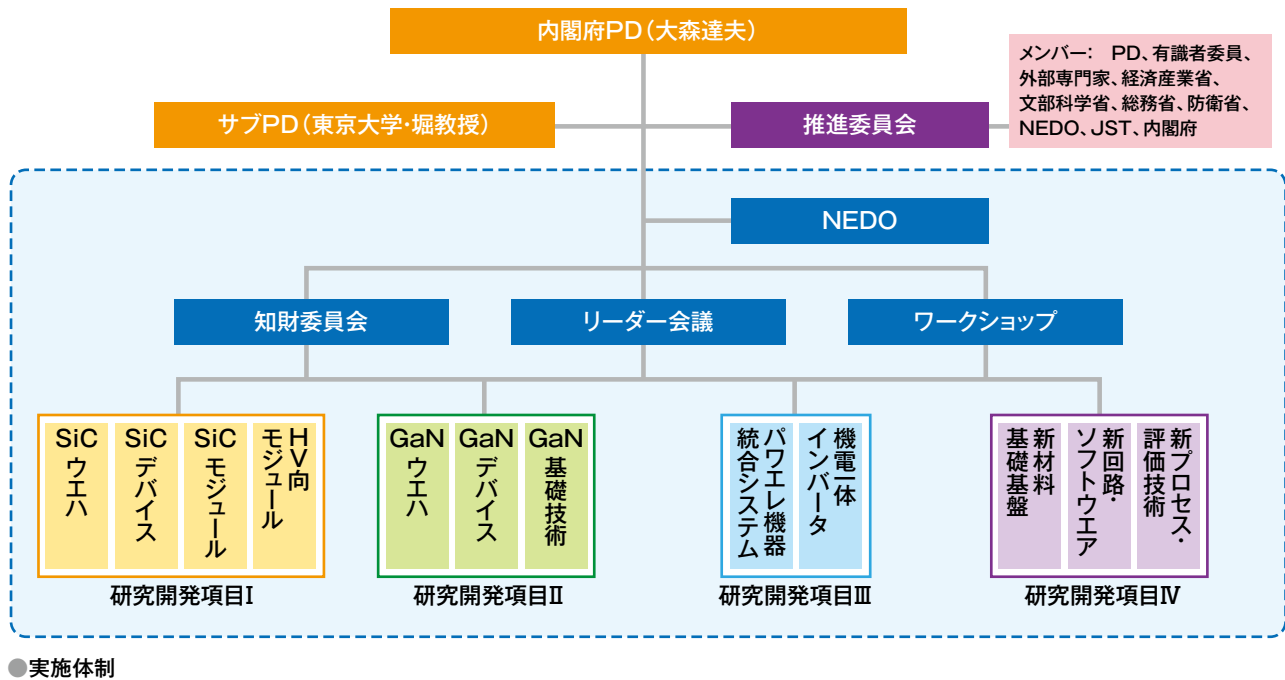 内閣府PD(大森達夫)
メンバー: PD、有識者委員、
外部専門家、経済産業省、
文部科学省、総務省、防衛省、
NEDO、JST、内閣府
サブPD(東京大学・堀教授)
推進委員会
NEDO
知財委員会
リーダー会議
ワークショップ
SiC
ウエハ
SiC
デバイス
SiC
モジュール
HV向
モジュール
研究開発項目Ⅰ
GaN
ウエハ
GaN
デバイス
GaN
基礎技術
研究開発項目Ⅱ
パワエレ機器
統合システム
機電一体
インバータ
研究開発項目Ⅲ
新材料
基礎基盤
新回路・
ソフトウエア
新プロセス・
評価技術
研究開発項目Ⅳ
●実施体制